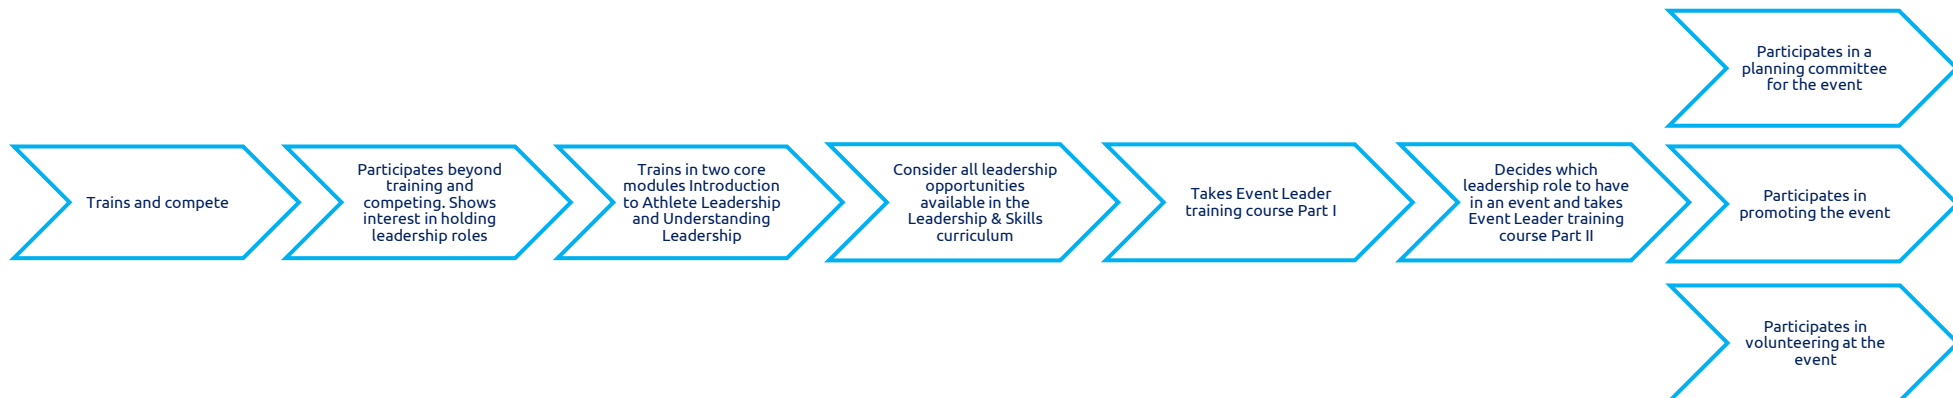 Trains and compete
Participates beyond
training and
competing. Shows
interest in holding
leadership roles
Trains in two core
modules Introduction
to Athlete Leadership
and Understanding
Leadership
Consider all leadership
opportunities
available in the
Leadership & Skills
curriculum
Takes Event Leader
training course Part I
Decides which
leadership role to have
in an event and takes
Event Leader training
course Part II
Participates in a
planning committee
for the event
Participates in
promoting the event
Participates in
volunteering at the
event